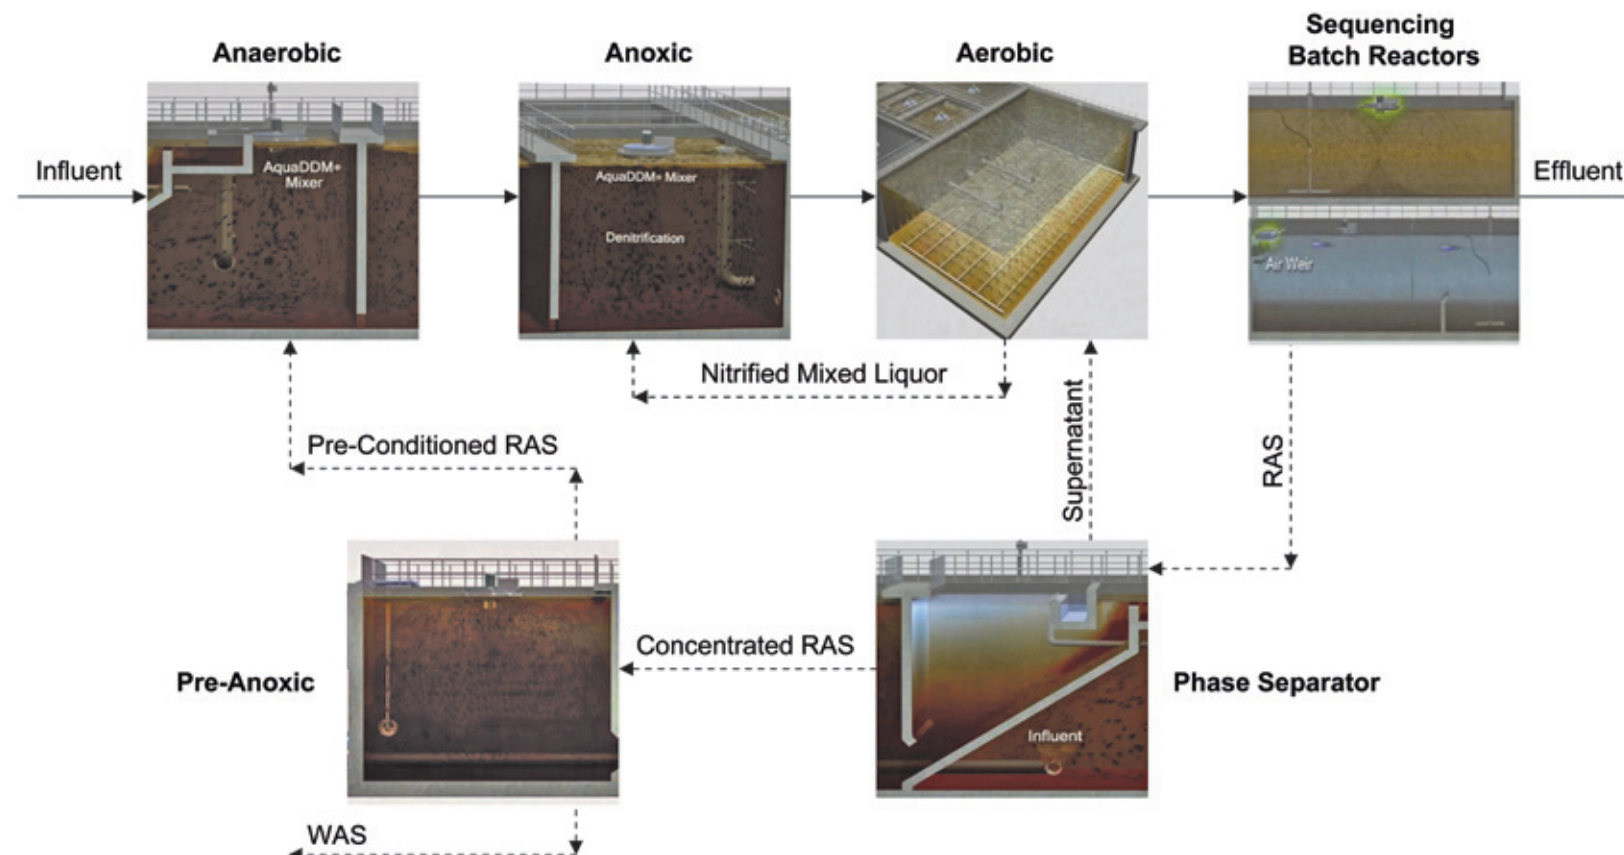 Anaerobic
Anoxic
Aerobic
Sequencing
Batch Reactors
Influent
AquaDDM®
Mixer
AquaDDM® Mixer
Denitrification
Air Weir
Effluent
Nitrified Mixed Liquor
Supernatant
RAS
Pre-Conditioned RAS
Pre-Anoxic
Concentrated RAS
Influent
Phase Separator
WAS